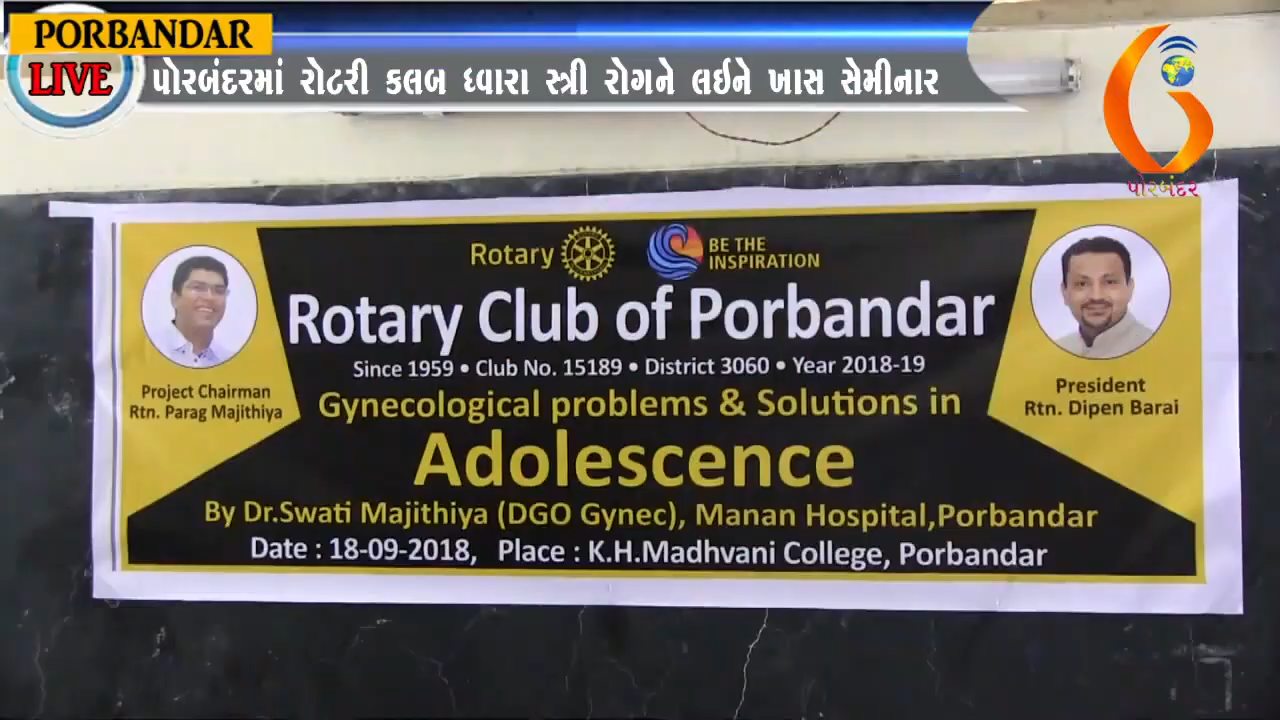 PORBANDAR
LIVE
પોરબંદરમાં રોટરી કલબ ધ્વારા સ્ત્રી રોગને લઇને ખાસ સેમીનાર
પોરબંદર
Rotary
BE THE
INSPIRATION
Rotary Club of Porbandar
Since 1959 • Club No. 15189 • District 3060 • Year 2018-19
Project Chairman
Rtn. Parag Majithiya
President
Rtn. Dipen Barai
Gynecological problems & Solutions in
Adolescence
By Dr.Swati Majithiya (DGO Gynec), Manan Hospital,Porbandar
Date : 18-09-2018, Place : K.H.Madhvani College, Porbandar